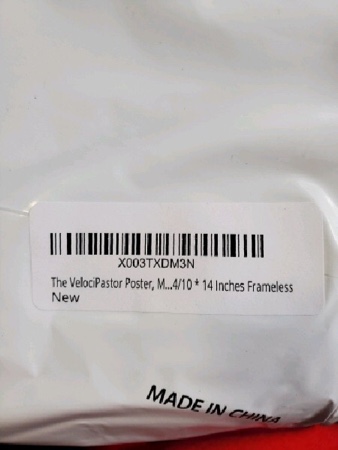 X003TXDM3N
The VelociPastor Poster, M...4/10 * 14 Inches Frameless
New
MADE IN CHINA